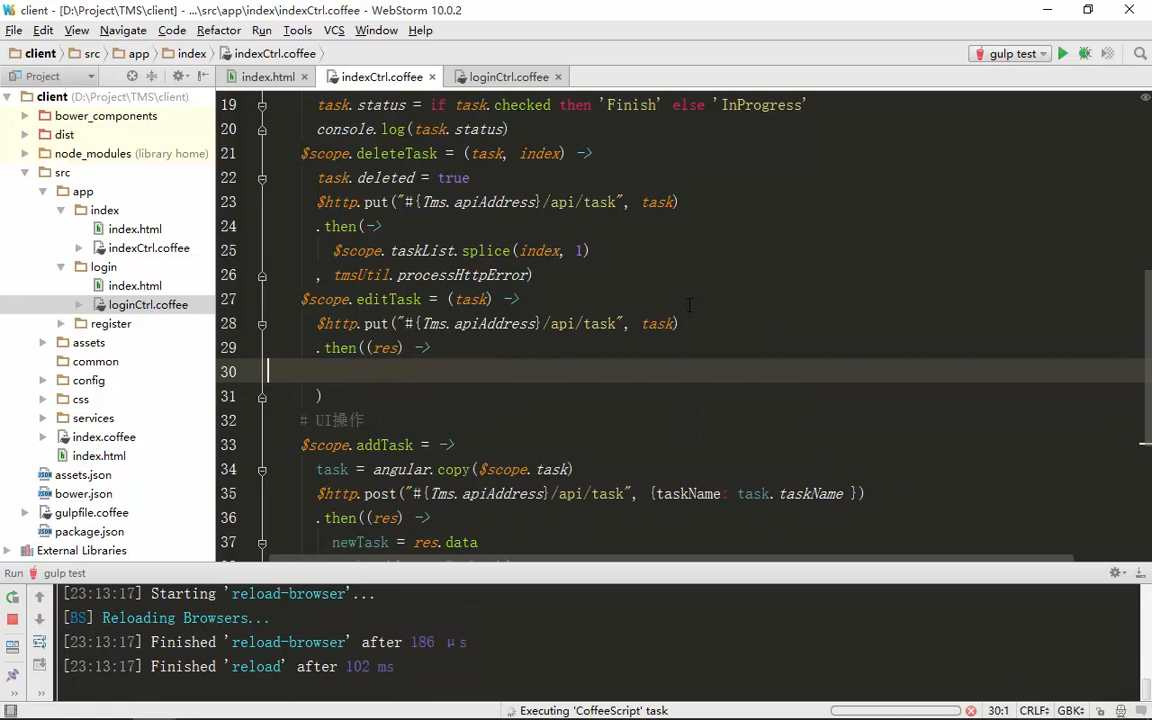 client - [D:\Project\TMS\client] - ...\src\app\index\indexCtrl.coffee - WebStorm 10.0.2
File Edit View Navigate Code Refactor Run Tools VCS Window Help
client src app index indexCtrl.coffee gulp test
Project index.html indexCtrl.coffee loginCtrl.coffee
client (D:\Project\TMS\client)
bower_components
dist
node_modules (library home)
src
app
index
index.html
indexCtrl.coffee
login
index.html
loginCtrl.coffee
register
assets
common
config
css
services
index.coffee
index.html
assets.json
bower.json
gulpfile.coffee
package.json
External Libraries
19 task.status = if task.checked then 'Finish' else 'InProgress'
20 console.log(task.status)
21 $scope.deleteTask = (task, index) ->
22 task.deleted = true
23 $http.put("#{Tms.apiAddress}/api/task", task)
24 .then(->
25 $scope.taskList.splice(index, 1)
26 , tmsUtil.processHttpError)
27 $scope.editTask = (task) ->
28 $http.put("#{Tms.apiAddress}/api/task", task)
29 .then((res) ->
30
31 )
32 # UI操作
33 $scope.addTask = ->
34 task = angular.copy($scope.task)
35 $http.post("#{Tms.apiAddress}/api/task", {taskName: task.taskName })
36 .then((res) ->
37 newTask = res.data
Run gulp test
[23:13:17] Starting 'reload-browser'...
[BS] Reloading Browsers...
[23:13:17] Finished 'reload-browser' after 186 μs
[23:13:17] Finished 'reload' after 102 ms
Executing 'CoffeeScript' task 30:1 CRLF GBK